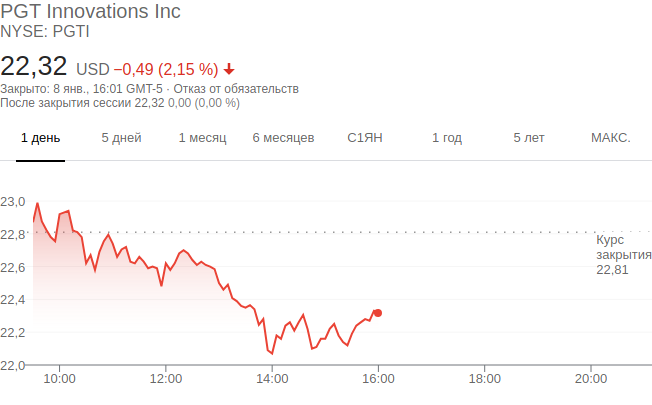 PGT Innovations Inc
NYSE: PGTI
22,32 USD −0,49 (2,15 %)
Закрыто: 8 янв., 16:01 GMT-5 · Отказ от обязательств
После закрытия сессии 22,32 0,00 (0,00 %)
1 день 5 дней 1 месяц 6 месяцев С1ЯН 1 год 5 лет МАКС.
23,0
22,8
Курс
закрытия
22,81
22,6
22,4
22,2
22,0
10:00 12:00 14:00 16:00 18:00 20:00